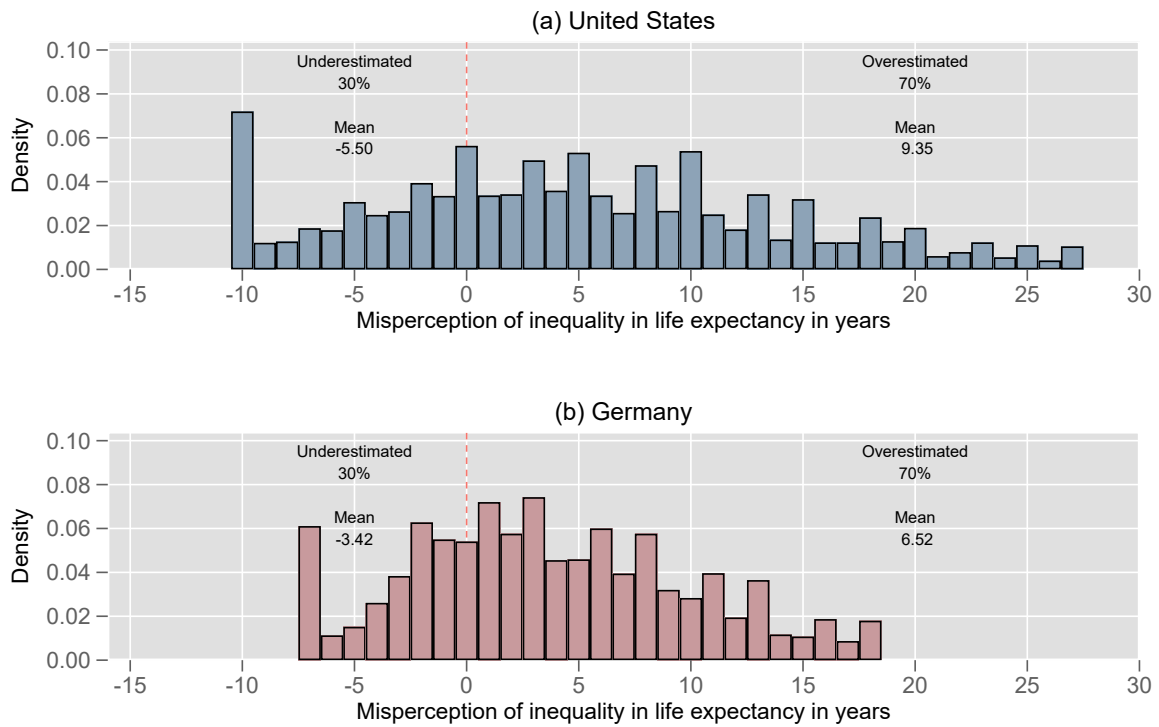 (a) United States
0.10
0.08
0.06
0.04
0.02
0.00
Density
Underestimated
30%
Mean
-5.50
Overestimated
70%
Mean
9.35
-15 -10 -5 0 5 10 15 20 25 30
Misperception of inequality in life expectancy in years
(b) Germany
0.10
0.08
0.06
0.04
0.02
0.00
Density
Underestimated
30%
Mean
-3.42
Overestimated
70%
Mean
6.52
-15 -10 -5 0 5 10 15 20 25 30
Misperception of inequality in life expectancy in years